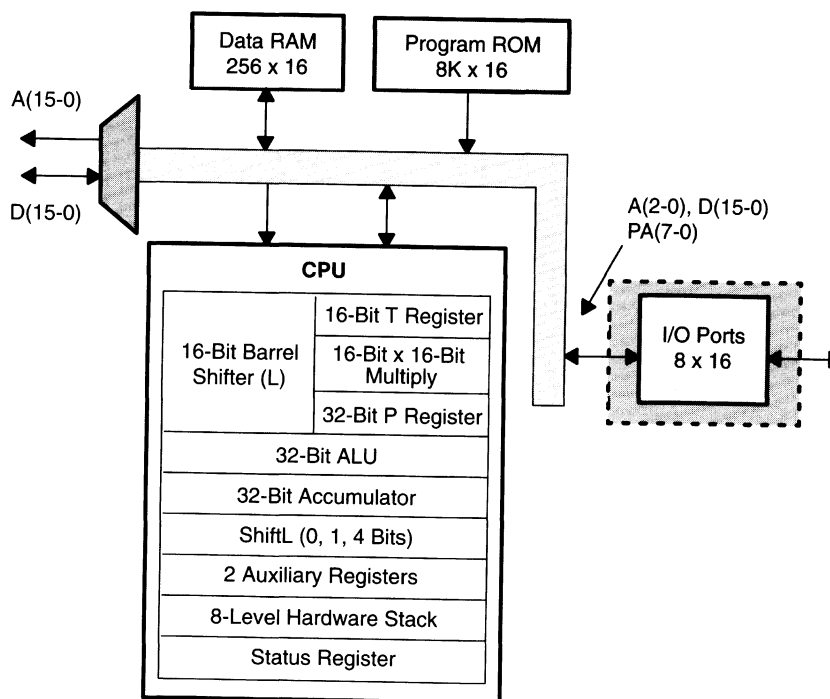 Data RAM
256 x 16
Program ROM
8K x 16
A(15-0)
D(15-0)
A(2-0), D(15-0)
PA(7-0)
CPU
16-Bit Barrel
Shifter (L)
16-Bit T Register
16-Bit x 16-Bit
Multiply
32-Bit P Register
I/O Ports
8 x 16
32-Bit ALU
32-Bit Accumulator
ShiftL (0, 1, 4 Bits)
2 Auxiliary Registers
8-Level Hardware Stack
Status Register